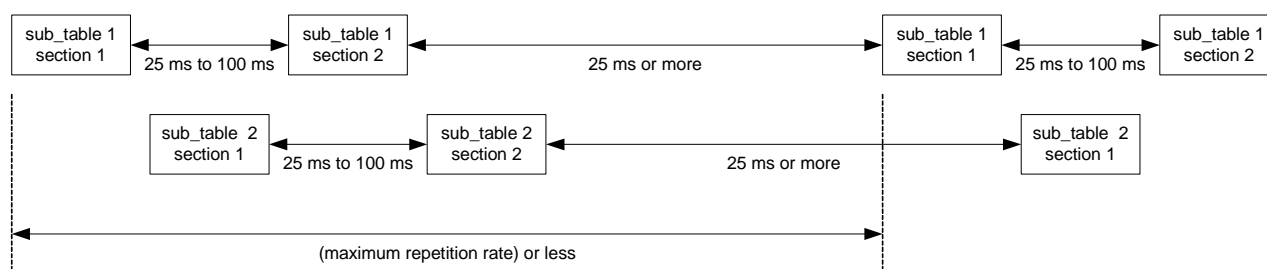 sub_table 1
section 1
25 ms to 100 ms
sub_table 1
section 2
25 ms or more
sub_table 1
section 1
25 ms to 100 ms
sub_table 1
section 2
sub_table 2
section 1
25 ms to 100 ms
sub_table 2
section 2
25 ms or more
sub_table 2
section 1
(maximum repetition rate) or less